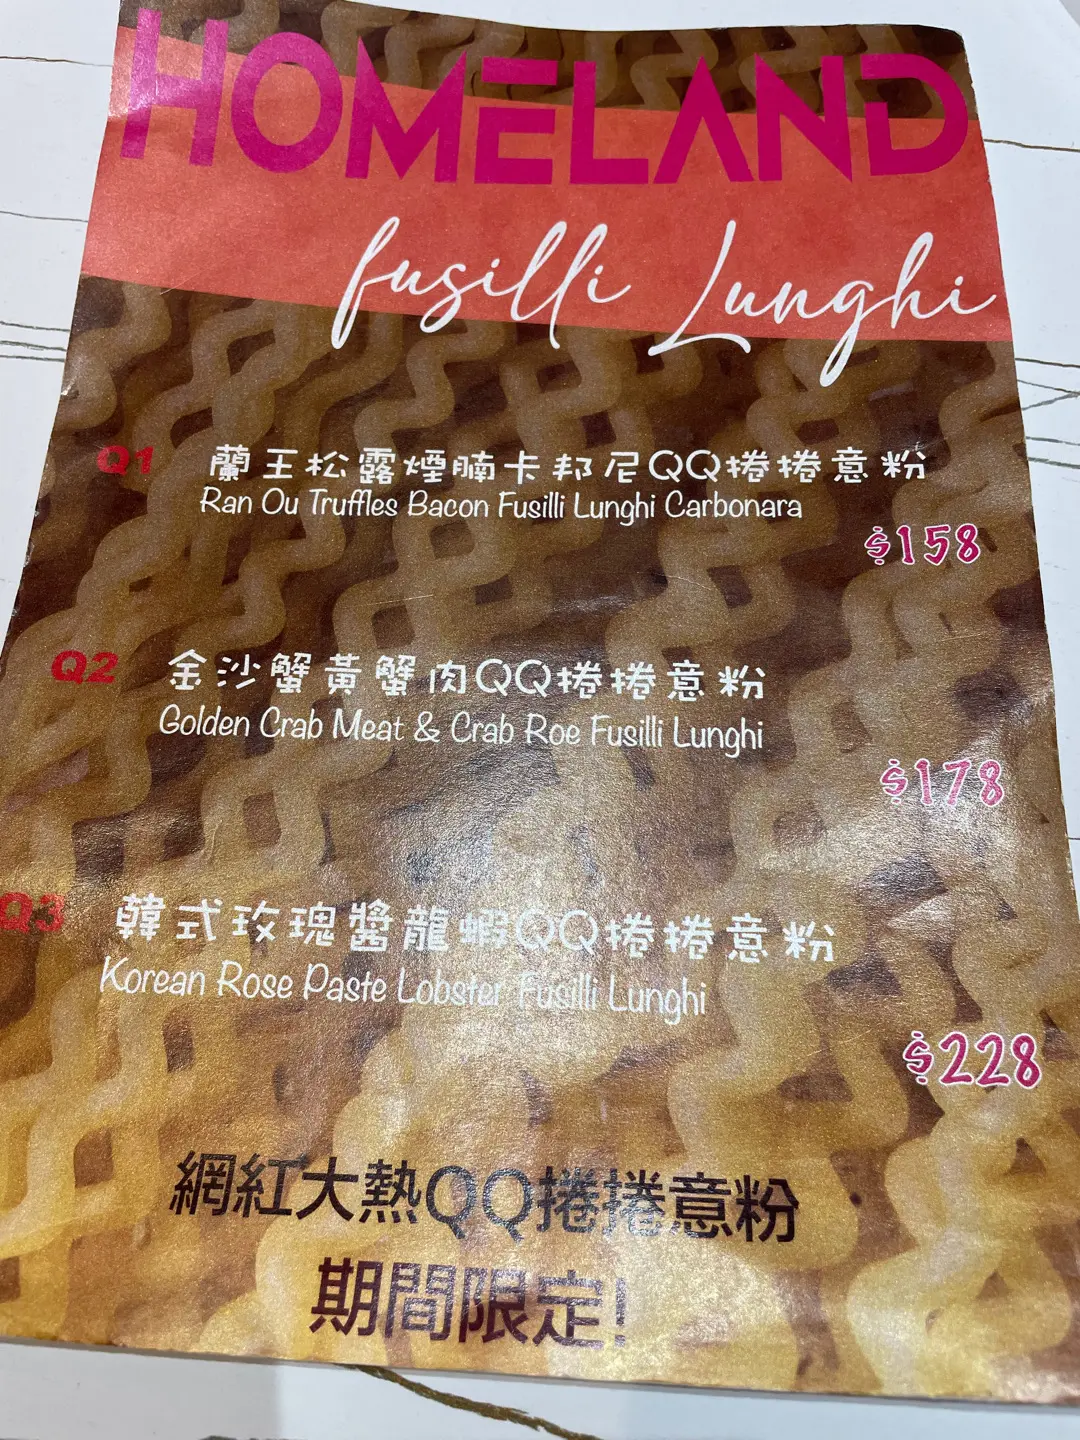 HOMELAND
fusilli Lunghi
Q1 蘭王松露煙腩卡邦尼QQ捲捲意粉
Ran Ou Truffles Bacon Fusilli Lunghi Carbonara
$158
Q2 金沙蟹黃蟹肉QQ捲捲意粉
Golden Crab Meat & Crab Roe Fusilli Lunghi
$178
Q3 韓式玫瑰醬龍蝦QQ捲捲意粉
Korean Rose Paste Lobster Fusilli Lunghi
$228
網紅大熱QQ捲捲意粉
期間限定!